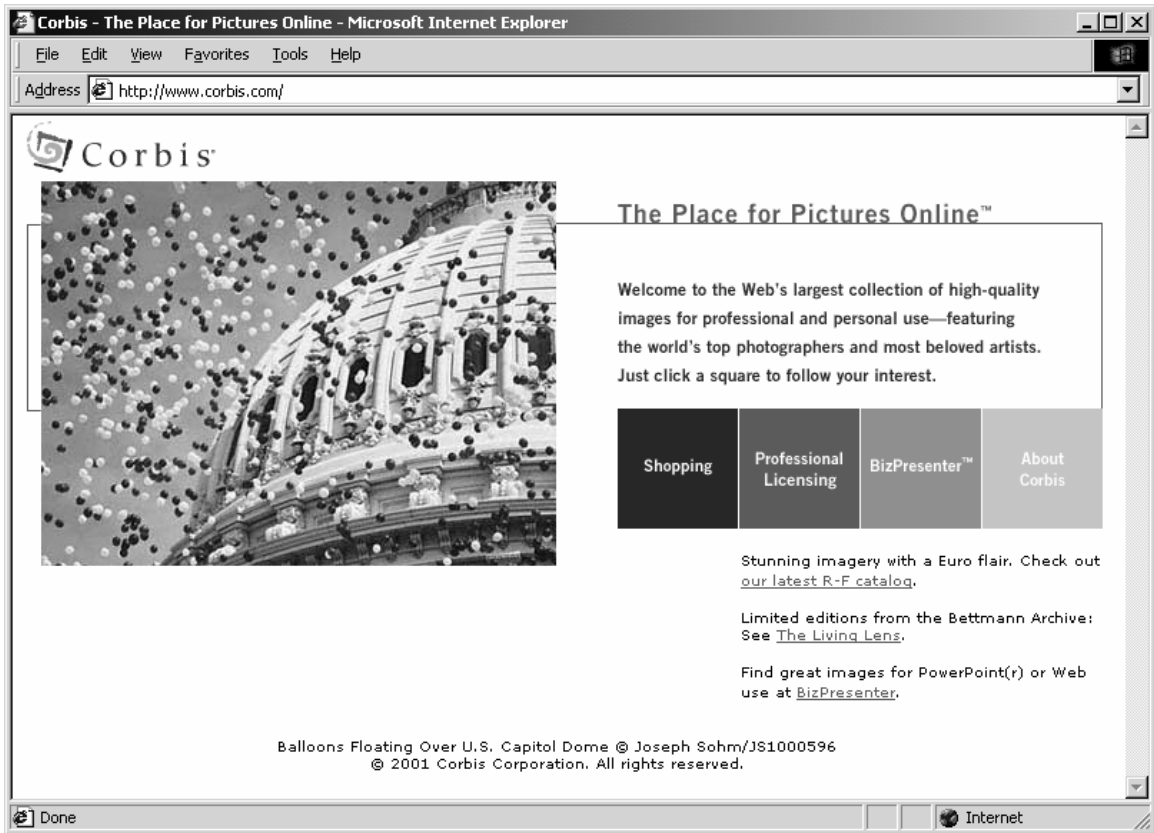 Corbis - The Place for Pictures Online - Microsoft Internet Explorer
File Edit View Favorites Tools Help
Address http://www.corbis.com/
Corbis
The Place for Pictures Online™
Welcome to the Web's largest collection of high-quality
images for professional and personal use—featuring
the world's top photographers and most beloved artists.
Just click a square to follow your interest.
Shopping
Professional
Licensing
BizPresenter™
About
Corbis
Stunning imagery with a Euro flair. Check out
our latest R-F catalog.
Limited editions from the Bettmann Archive:
See The Living Lens.
Find great images for PowerPoint(r) or Web
use at BizPresenter.
Balloons Floating Over U.S. Capitol Dome © Joseph Sohm/JS1000596
© 2001 Corbis Corporation. All rights reserved.
Done Internet